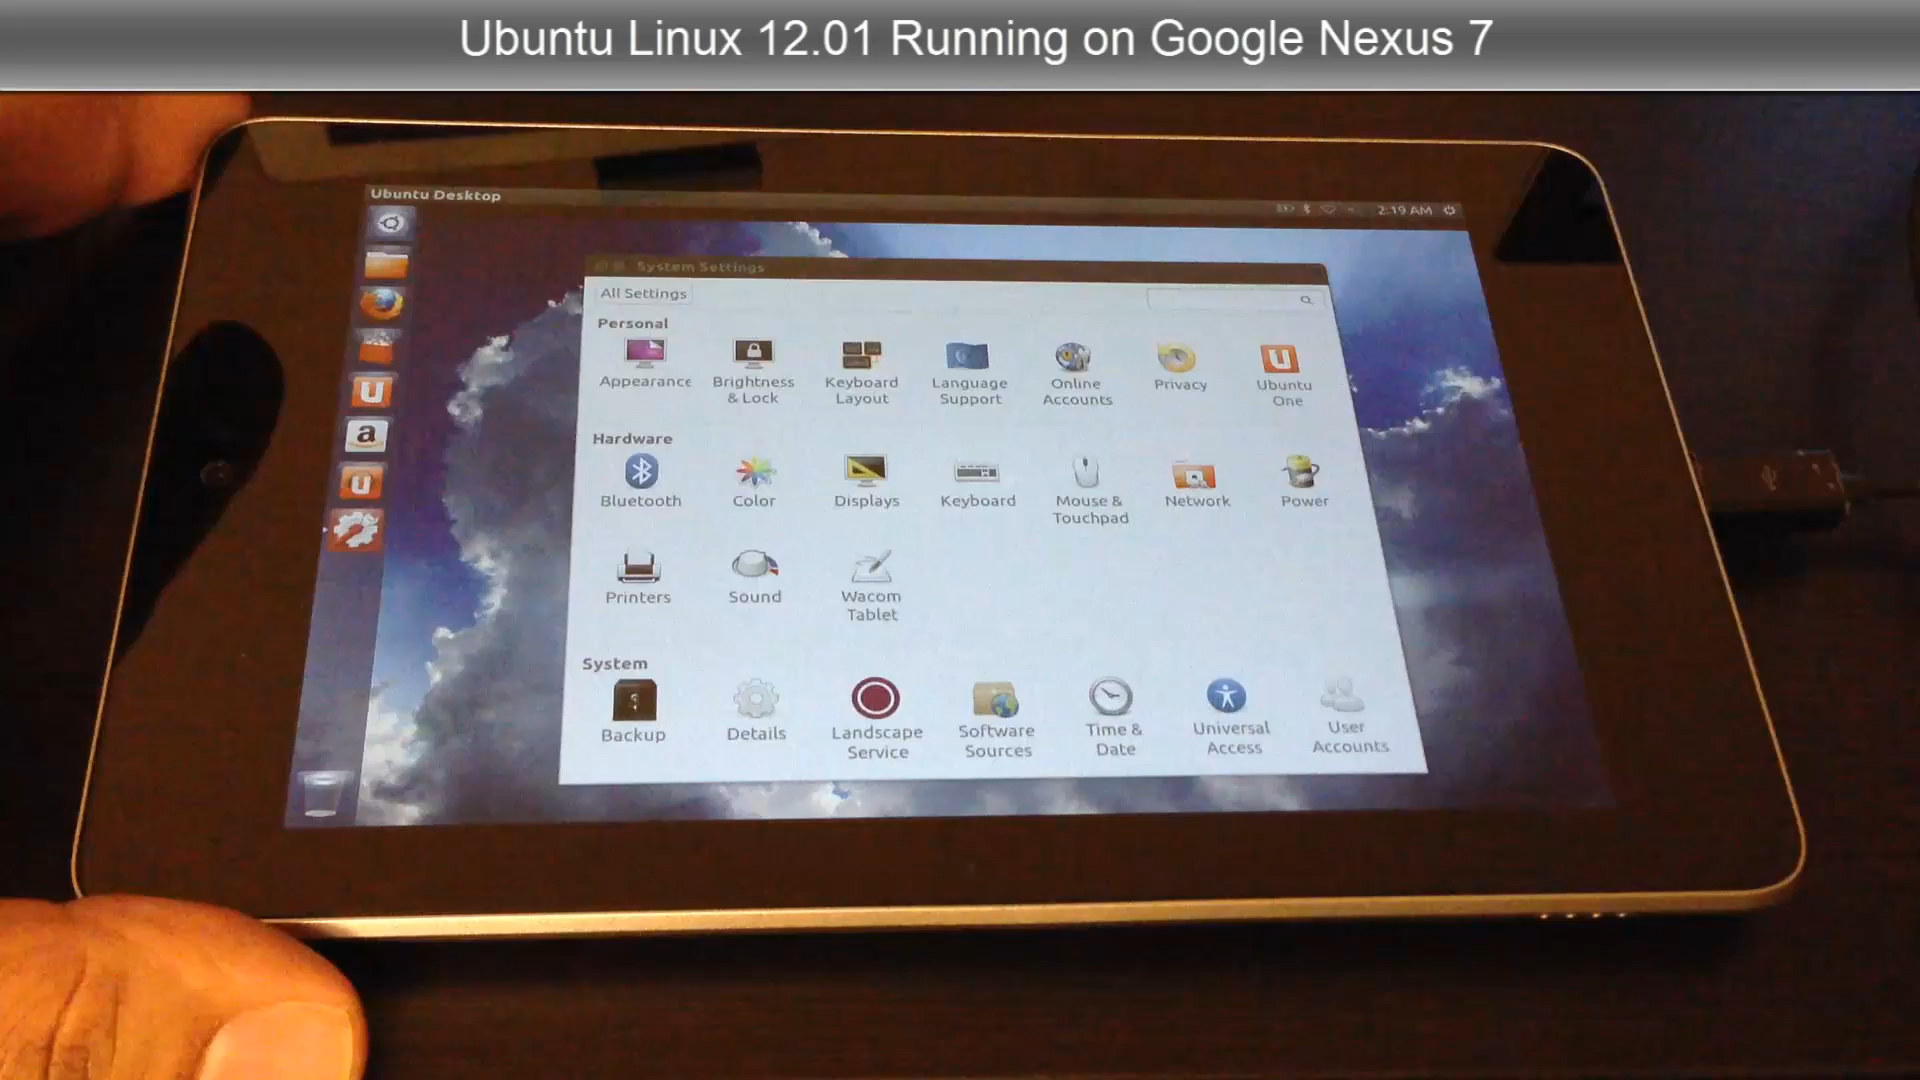 Ubuntu Linux 12.01 Running on Google Nexus 7
Ubuntu Desktop
2:19 AM
System Settings
All Settings
Personal
Appearance
Brightness
& Lock
Keyboard
Layout
Language
Support
Online
Accounts
Privacy
Ubuntu
One
Hardware
Bluetooth
Color
Displays
Keyboard
Mouse &
Touchpad
Network
Power
Printers
Sound
Wacom
Tablet
System
Backup
Details
Landscape
Service
Software
Sources
Time &
Date
Universal
Access
User
Accounts